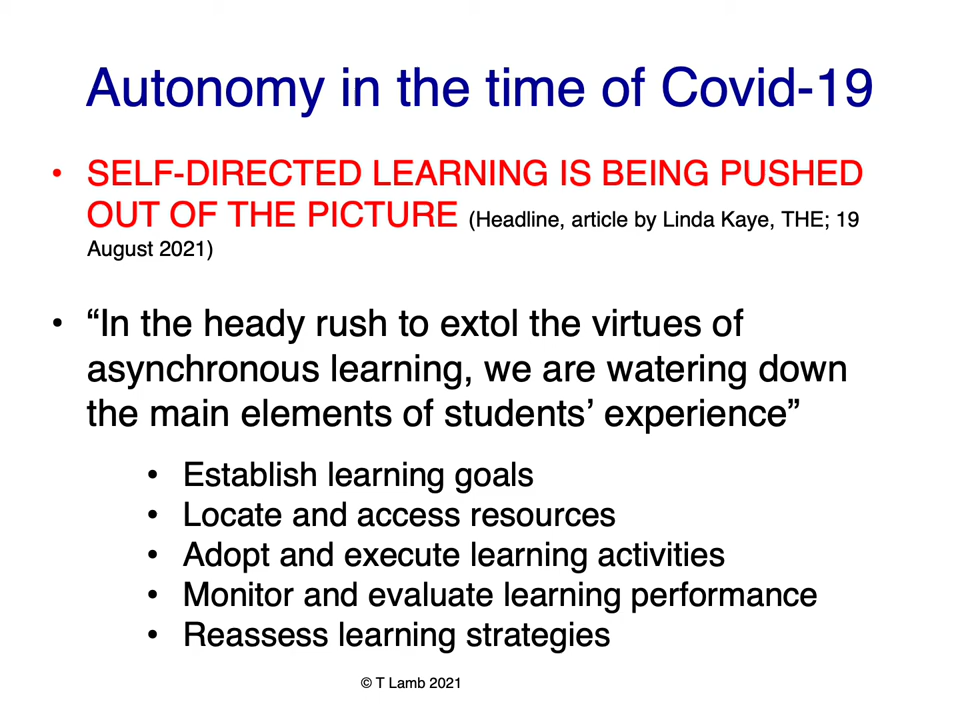 Autonomy in the time of Covid-19
• SELF-DIRECTED LEARNING IS BEING PUSHED
OUT OF THE PICTURE (Headline, article by Linda Kaye, THE; 19
August 2021)
• “In the heady rush to extol the virtues of
asynchronous learning, we are watering down
the main elements of students’ experience”
• Establish learning goals
• Locate and access resources
• Adopt and execute learning activities
• Monitor and evaluate learning performance
• Reassess learning strategies
© T Lamb 2021